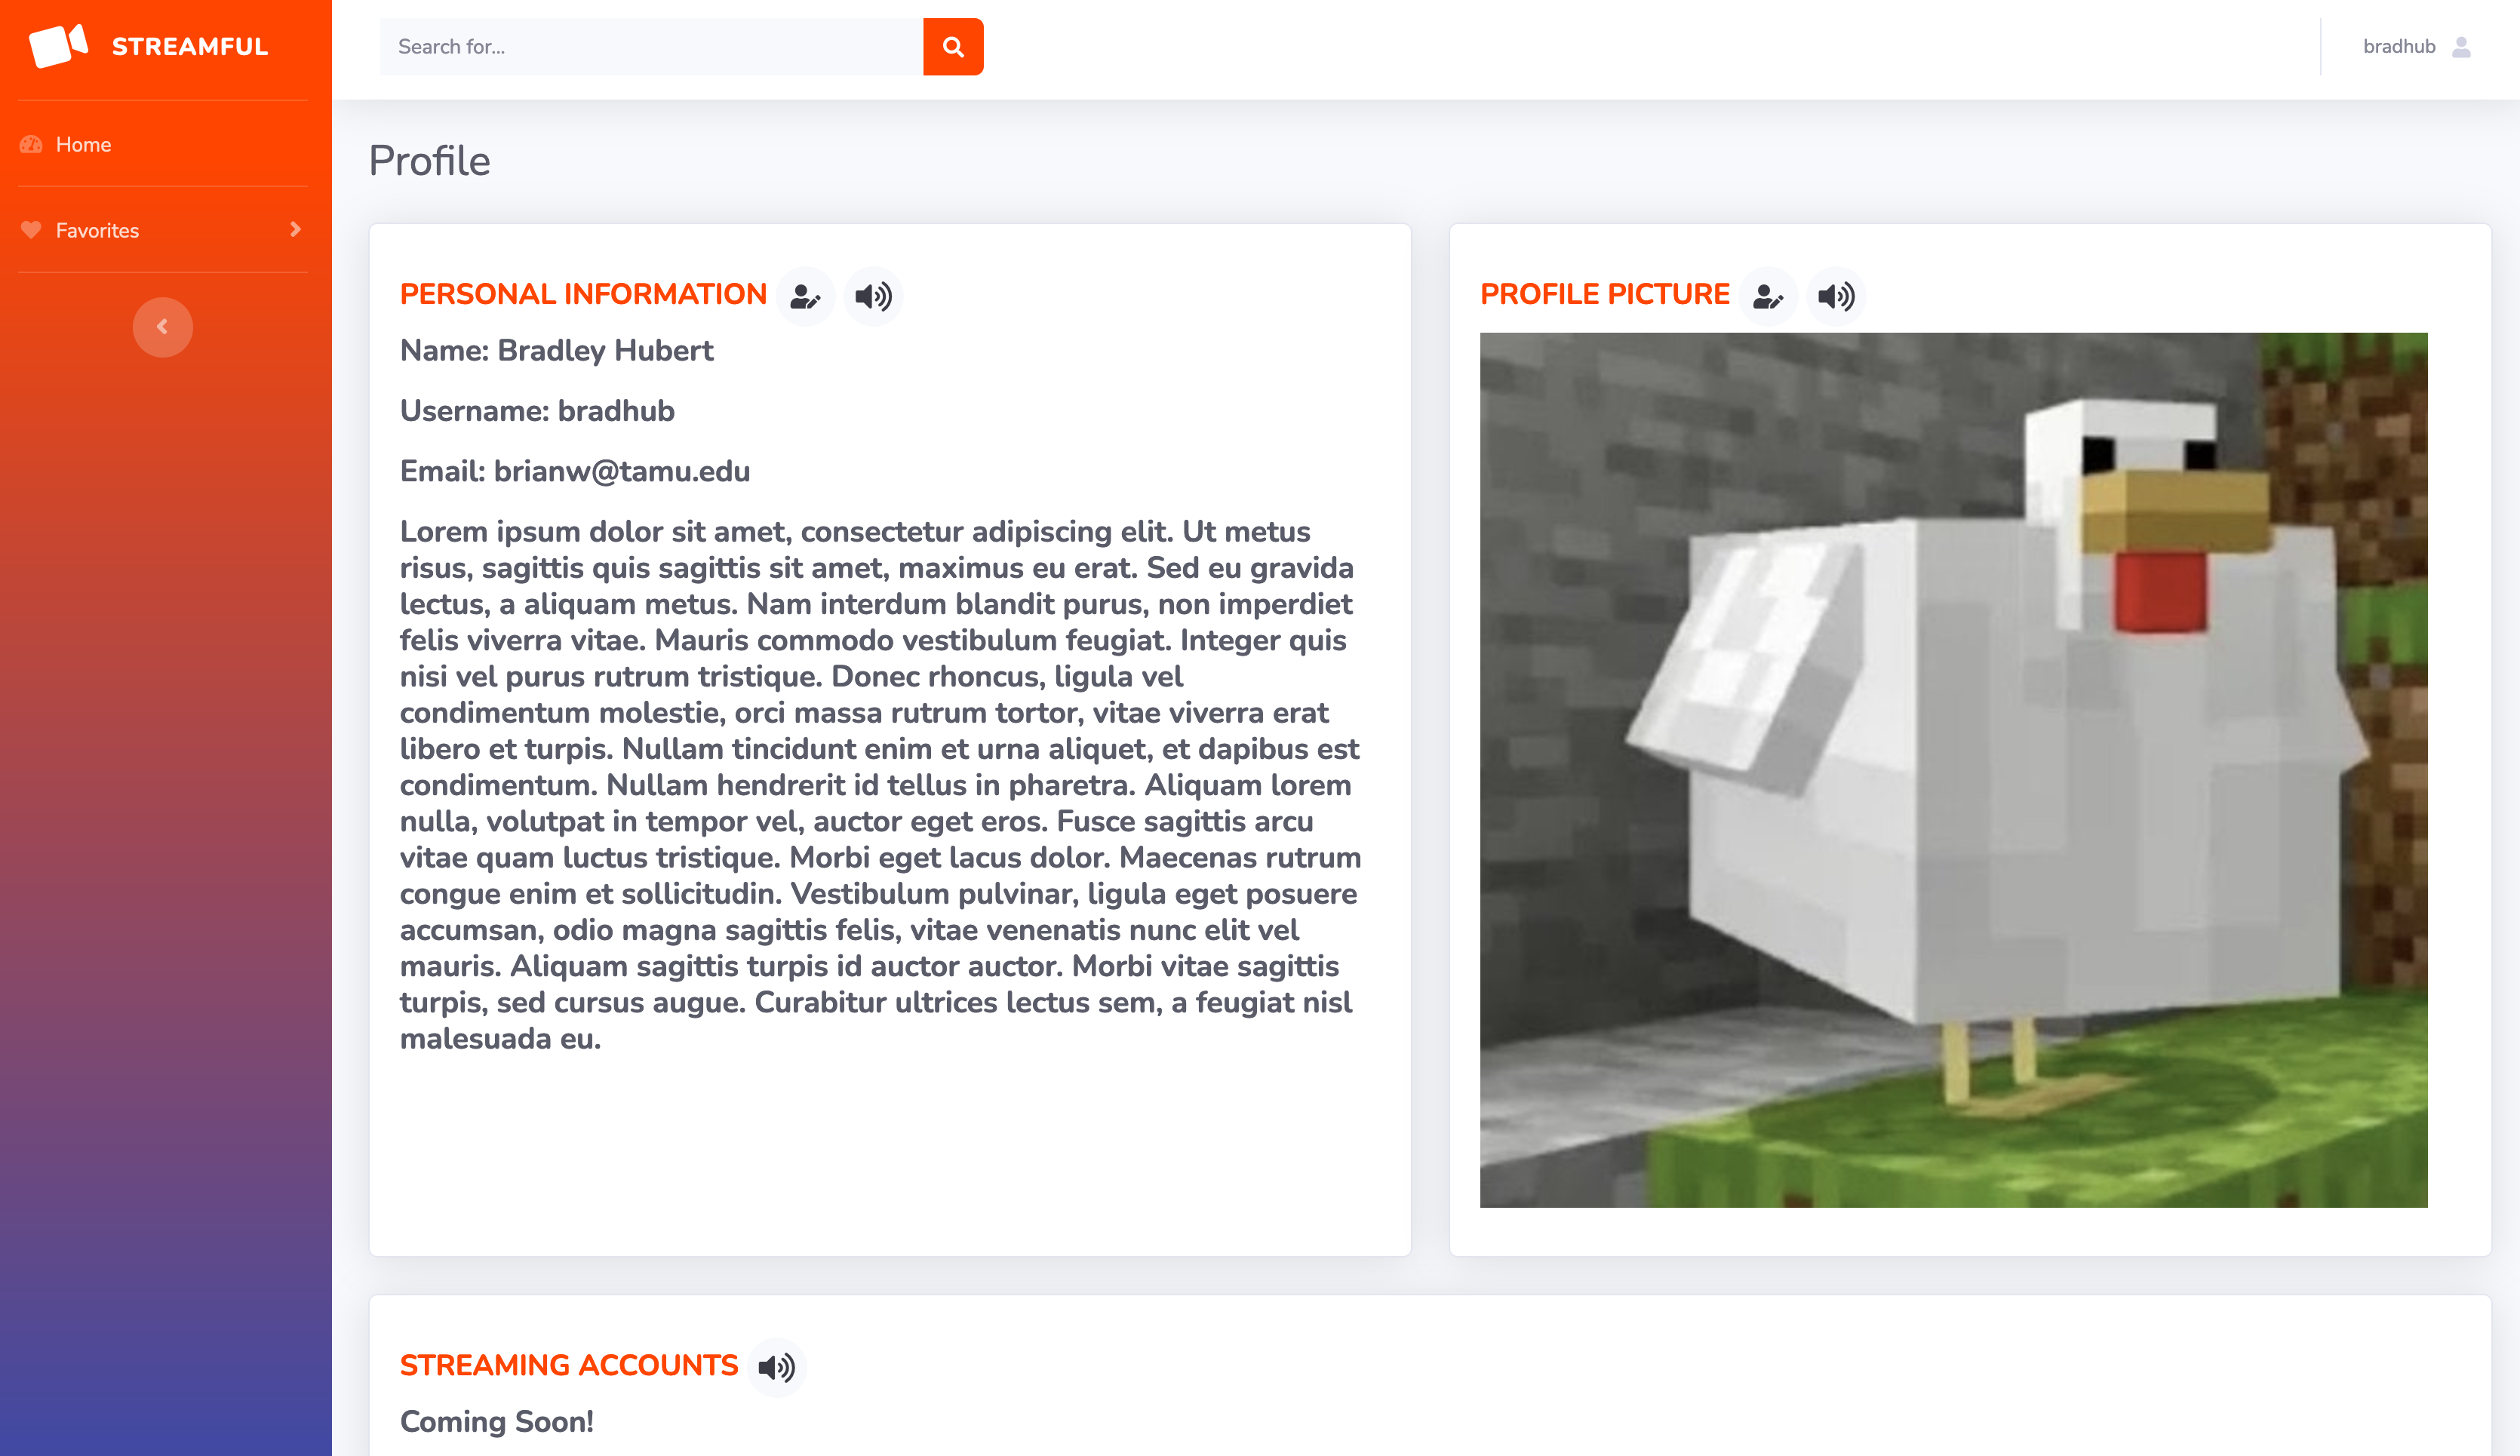 STREAMFUL
Search for...
bradhub
Home
Favorites
Profile
PERSONAL INFORMATION
Name: Bradley Hubert
Username: bradhub
Email: brianw@tamu.edu
Lorem ipsum dolor sit amet, consectetur adipiscing elit. Ut metus
risus, sagittis quis sagittis sit amet, maximus eu erat. Sed eu gravida
lectus, a aliquam metus. Nam interdum blandit purus, non imperdiet
felis viverra vitae. Mauris commodo vestibulum feugiat. Integer quis
nisi vel purus rutrum tristique. Donec rhoncus, ligula vel
condimentum molestie, orci massa rutrum tortor, vitae viverra erat
libero et turpis. Nullam tincidunt enim et urna aliquet, et dapibus est
condimentum. Nullam hendrerit id tellus in pharetra. Aliquam lorem
nulla, volutpat in tempor vel, auctor eget eros. Fusce sagittis arcu
vitae quam luctus tristique. Morbi eget lacus dolor. Maecenas rutrum
congue enim et sollicitudin. Vestibulum pulvinar, ligula eget posuere
accumsan, odio magna sagittis felis, vitae venenatis nunc elit vel
mauris. Aliquam sagittis turpis id auctor auctor. Morbi vitae sagittis
turpis, sed cursus augue. Curabitur ultrices lectus sem, a feugiat nisl
malesuada eu.
PROFILE PICTURE
STREAMING ACCOUNTS
Coming Soon!